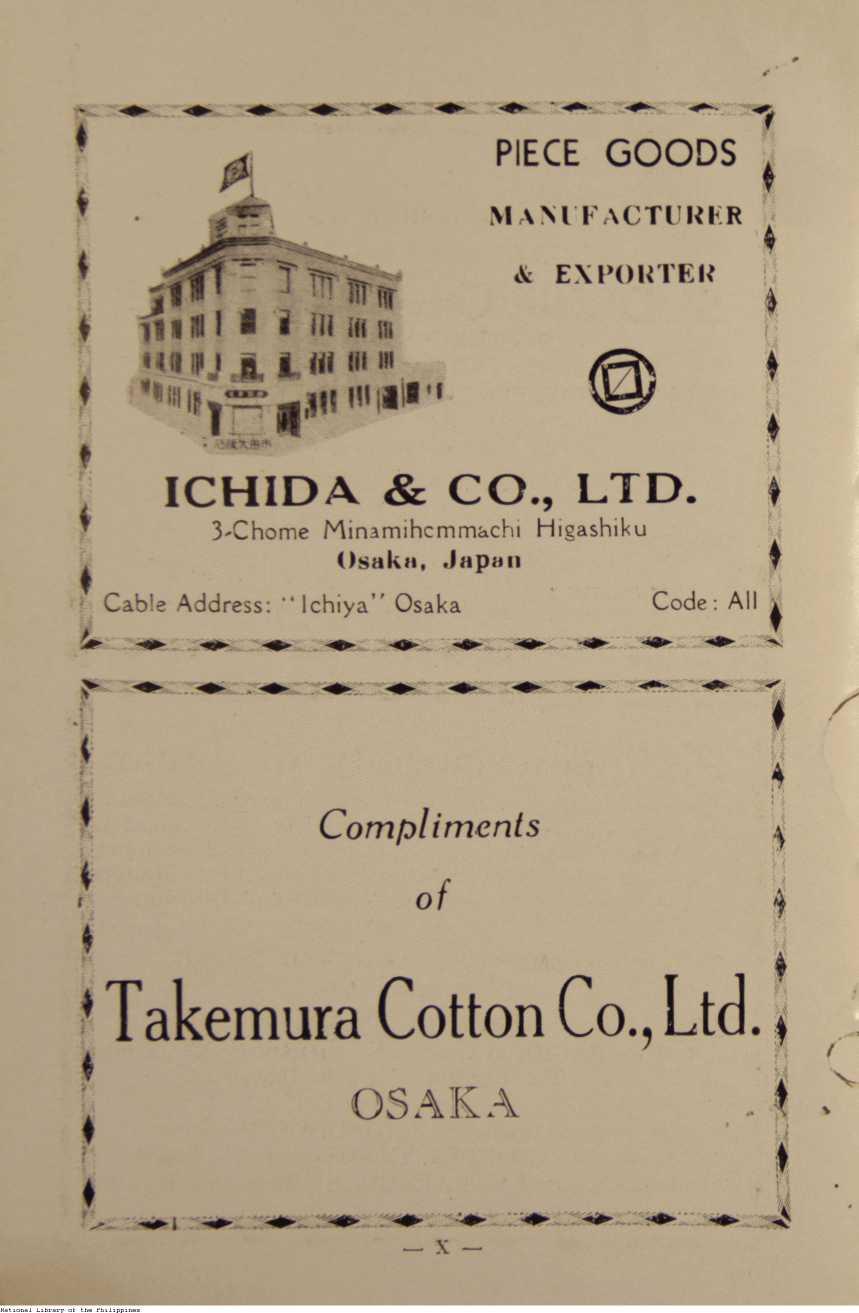 PIECE GOODS
MANUFACTURER
& EXPORTER
ICHIDA & CO., LTD.
3-Chome Minamihcmmachi Higashiku
Osaka, Japan
Cable Address: "Ichiya" Osaka
Code: All
Compliments
of
Takemura Cotton Co., Ltd.
OSAKA
— X —
National Library of the Philippines